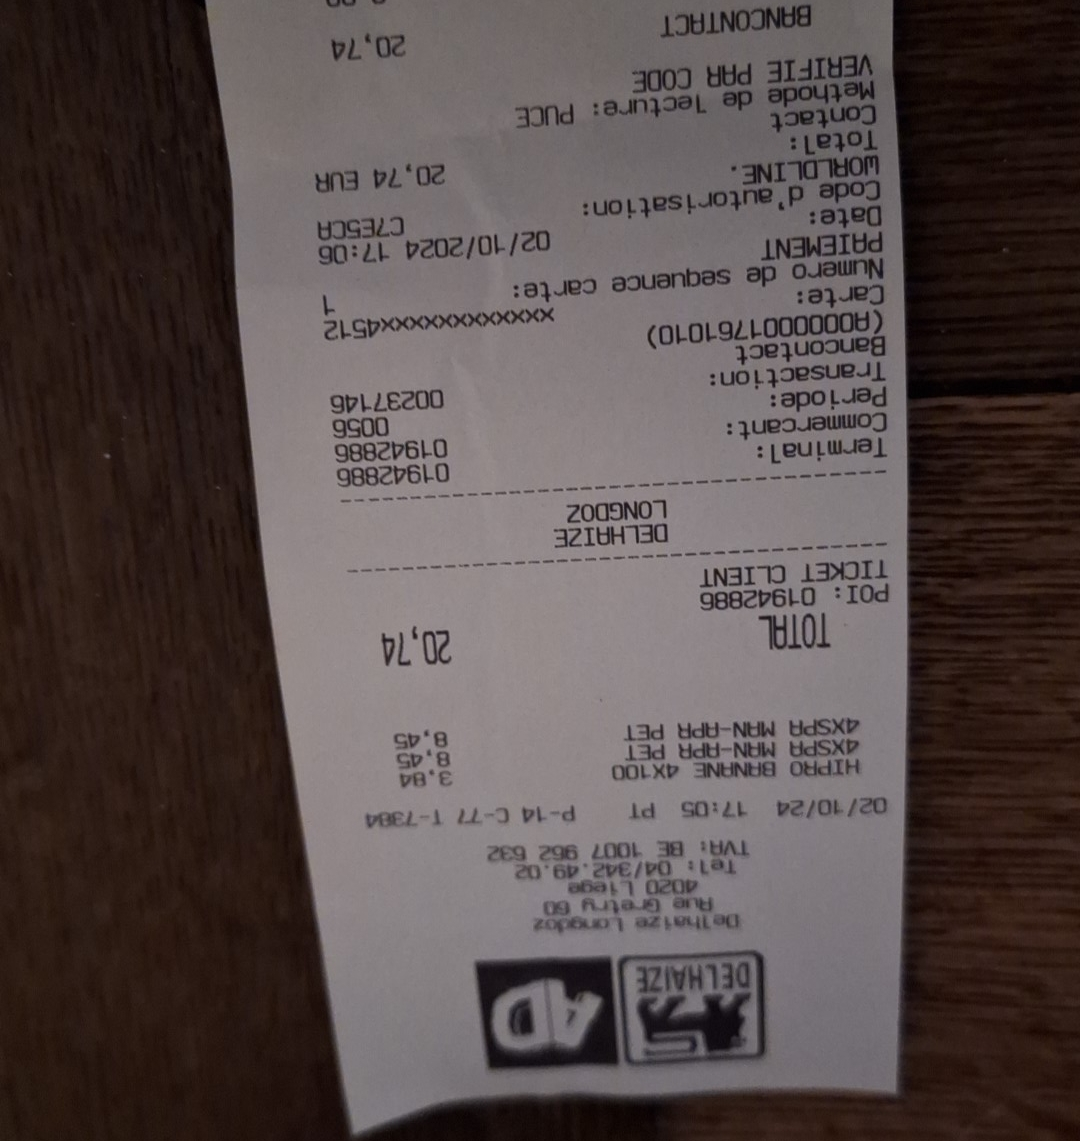 DELHAIZE
AD
Delhaize Longdoz
Rue Gretry 60
4020 Liege
Tel: 04/342.49.02
TVA: BE 1007 962 632
02/10/24 17:05 PT P-14 C-77 T-7384
HIPRO BANANE 4X100 3,84
4XSPA MAN-APR PET 8,45
4XSPA MAN-APR PET 8,45
TOTAL 20,74
POI: 01942886
TICKET CLIENT
DELHAIZE
LONGDOZ
Terminal: 01942886
Commercant: 01942886
Periode: 0056
Transaction: 00237146
Bancontact
(A0000001761010)
Carte: xxxxxxxxxxxxx4512
Numero de sequence carte: 1
PAIEMENT
Date: 02/10/2024 17:06
Code d'autorisation: C7E5CA
WORLDLINE.
Total: 20,74 EUR
Contact
Methode de lecture: PUCE
VERIFIE PAR CODE
BANCONTACT 20,74